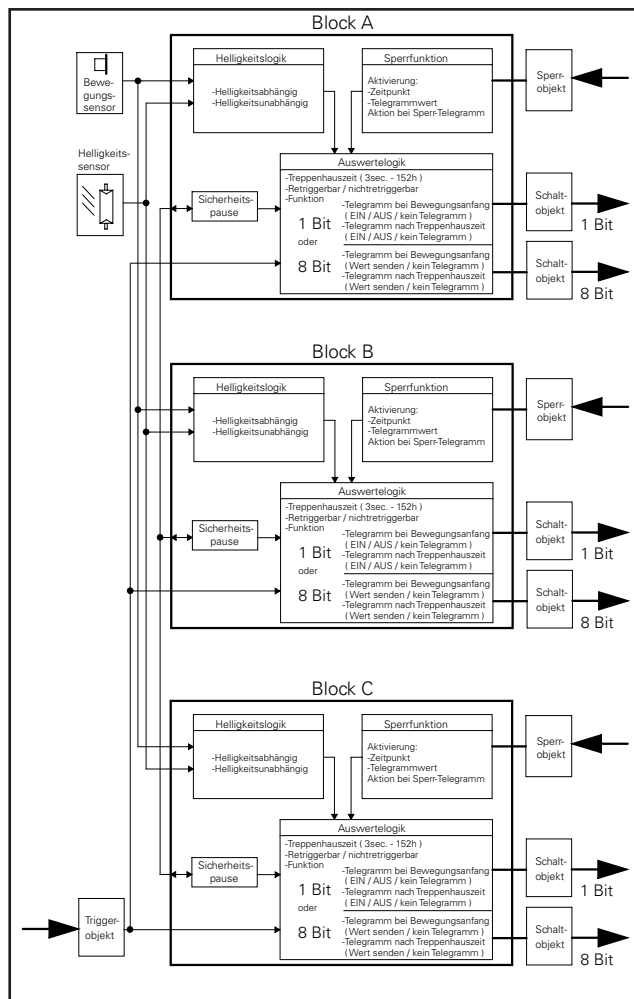 Block A
Bewe-
gungs-
sensor
Helligkeits-
sensor
Helligkeitslogik
-Helligkeitsabhängig
-Helligkeitsunabhängig
Sperrfunktion
Aktivierung:
-Zeitpunkt
-Telegrammwert
Aktion bei Sperr-Telegramm
Sperr-
objekt
Sicherheits-
pause
Auswertelogik
-Treppenhauszeit ( 3sec. - 152h )
-Retriggerbar / nichtretriggerbar
-Funktion
1 Bit
oder
8 Bit
-Telegramm bei Bewegungsanfang
( EIN / AUS / kein Telegramm )
-Telegramm nach Treppenhauszeit
( EIN / AUS / kein Telegramm )
-Telegramm bei Bewegungsanfang
( Wert senden / kein Telegramm )
-Telegramm nach Treppenhauszeit
( Wert senden / kein Telegramm )
Schalt-
objekt
1 Bit
Schalt-
objekt
8 Bit
Block B
Helligkeitslogik
-Helligkeitsabhängig
-Helligkeitsunabhängig
Sperrfunktion
Aktivierung:
-Zeitpunkt
-Telegrammwert
Aktion bei Sperr-Telegramm
Sperr-
objekt
Sicherheits-
pause
Auswertelogik
-Treppenhauszeit ( 3sec. - 152h )
-Retriggerbar / nichtretriggerbar
-Funktion
1 Bit
oder
8 Bit
-Telegramm bei Bewegungsanfang
( EIN / AUS / kein Telegramm )
-Telegramm nach Treppenhauszeit
( EIN / AUS / kein Telegramm )
-Telegramm bei Bewegungsanfang
(Wert senden / kein Telegramm )
-Telegramm nach Treppenhauszeit
(Wert senden / kein Telegramm )
Schalt-
objekt
1 Bit
Schalt-
objekt
8 Bit
Block C
Helligkeitslogik
-Helligkeitsabhängig
-Helligkeitsunabhängig
Sperrfunktion
Aktivierung:
-Zeitpunkt
-Telegrammwert
Aktion bei Sperr-Telegramm
Sperr-
objekt
Sicherheits-
pause
Auswertelogik
-Treppenhauszeit ( 3sec. - 152h )
-Retriggerbar / nichtretriggerbar
-Funktion
1 Bit
oder
8 Bit
-Telegramm bei Bewegungsanfang
( EIN / AUS / kein Telegramm )
-Telegramm nach Treppenhauszeit
( EIN / AUS / kein Telegramm )
-Telegramm bei Bewegungsanfang
(Wert senden / kein Telegramm )
-Telegramm nach Treppenhauszeit
(Wert senden / kein Telegramm )
Schalt-
objekt
1 Bit
Schalt-
objekt
8 Bit
Trigger-
objekt